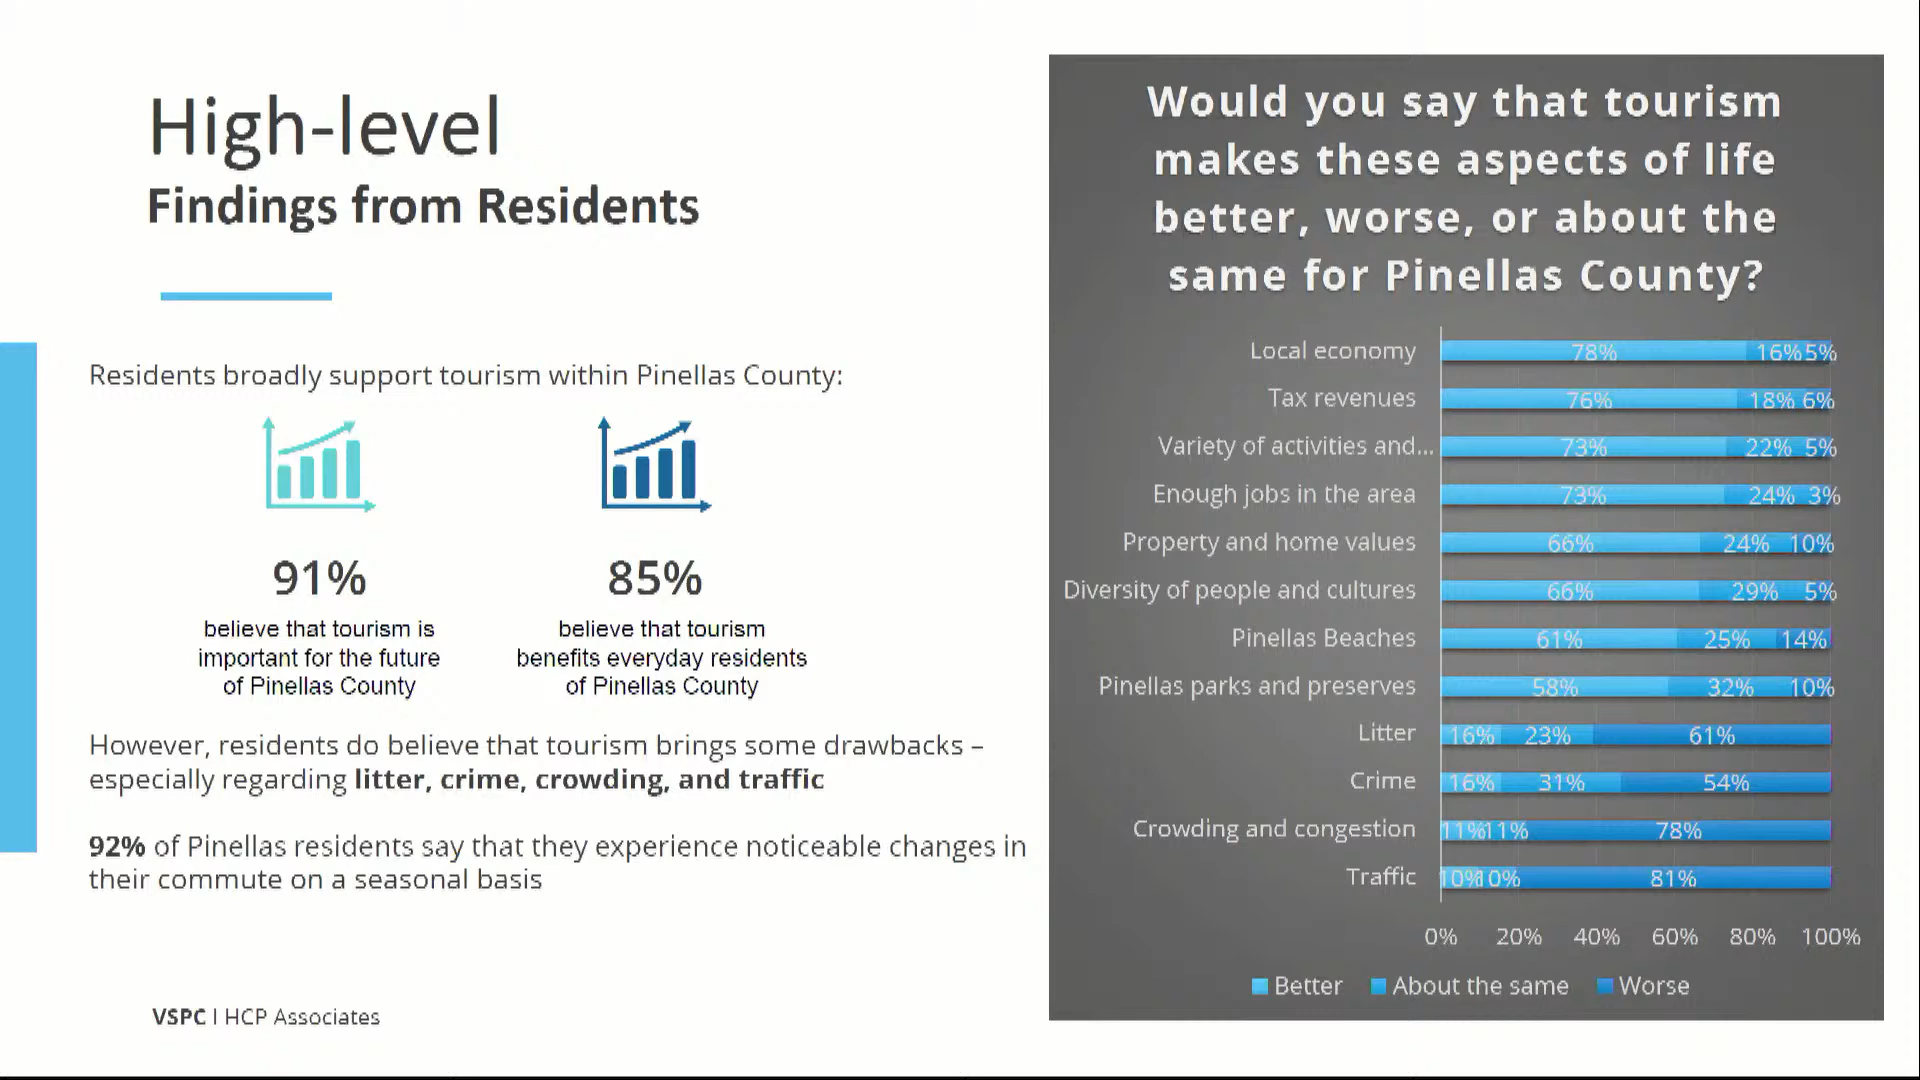 High-level
Findings from Residents
Residents broadly support tourism within Pinellas County:
91%
believe that tourism is
important for the future
of Pinellas County
85%
believe that tourism
benefits everyday residents
of Pinellas County
However, residents do believe that tourism brings some drawbacks –
especially regarding litter, crime, crowding, and traffic
92% of Pinellas residents say that they experience noticeable changes in
their commute on a seasonal basis
VSPC l HCP Associates
Would you say that tourism
makes these aspects of life
better, worse, or about the
same for Pinellas County?
Local economy 78% 16% 5%
Tax revenues 76% 18% 6%
Variety of activities and... 73% 22% 5%
Enough jobs in the area 73% 24% 3%
Property and home values 66% 24% 10%
Diversity of people and cultures 66% 29% 5%
Pinellas Beaches 61% 25% 14%
Pinellas parks and preserves 58% 32% 10%
Litter 16% 23% 61%
Crime 16% 31% 54%
Crowding and congestion 11% 11% 78%
Traffic 10% 10% 81%
0% 20% 40% 60% 80% 100%
Better About the same Worse